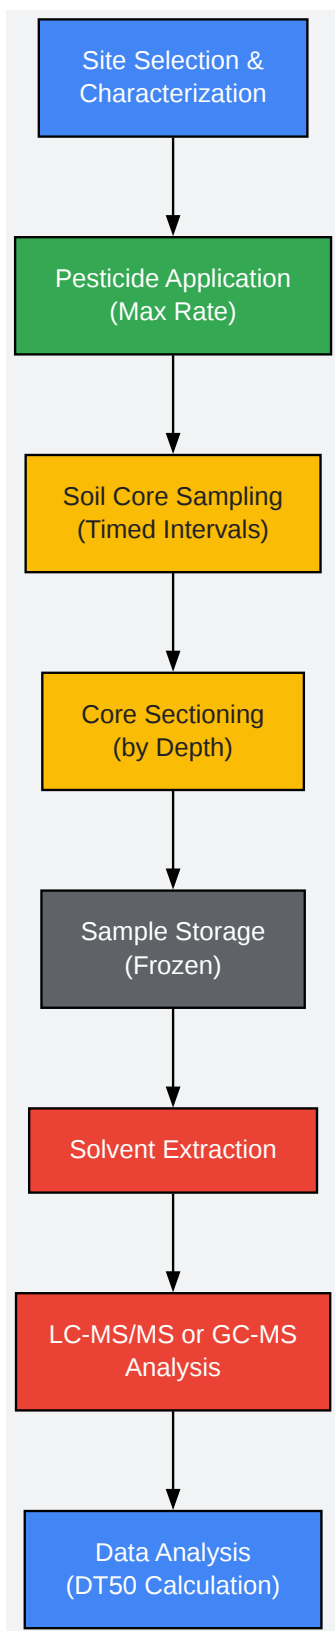 Site Selection &
Characterization
Pesticide Application
(Max Rate)
Soil Core Sampling
(Timed Intervals)
Core Sectioning
(by Depth)
Sample Storage
(Frozen)
Solvent Extraction
LC-MS/MS or GC-MS
Analysis
Data Analysis
(DT50 Calculation)